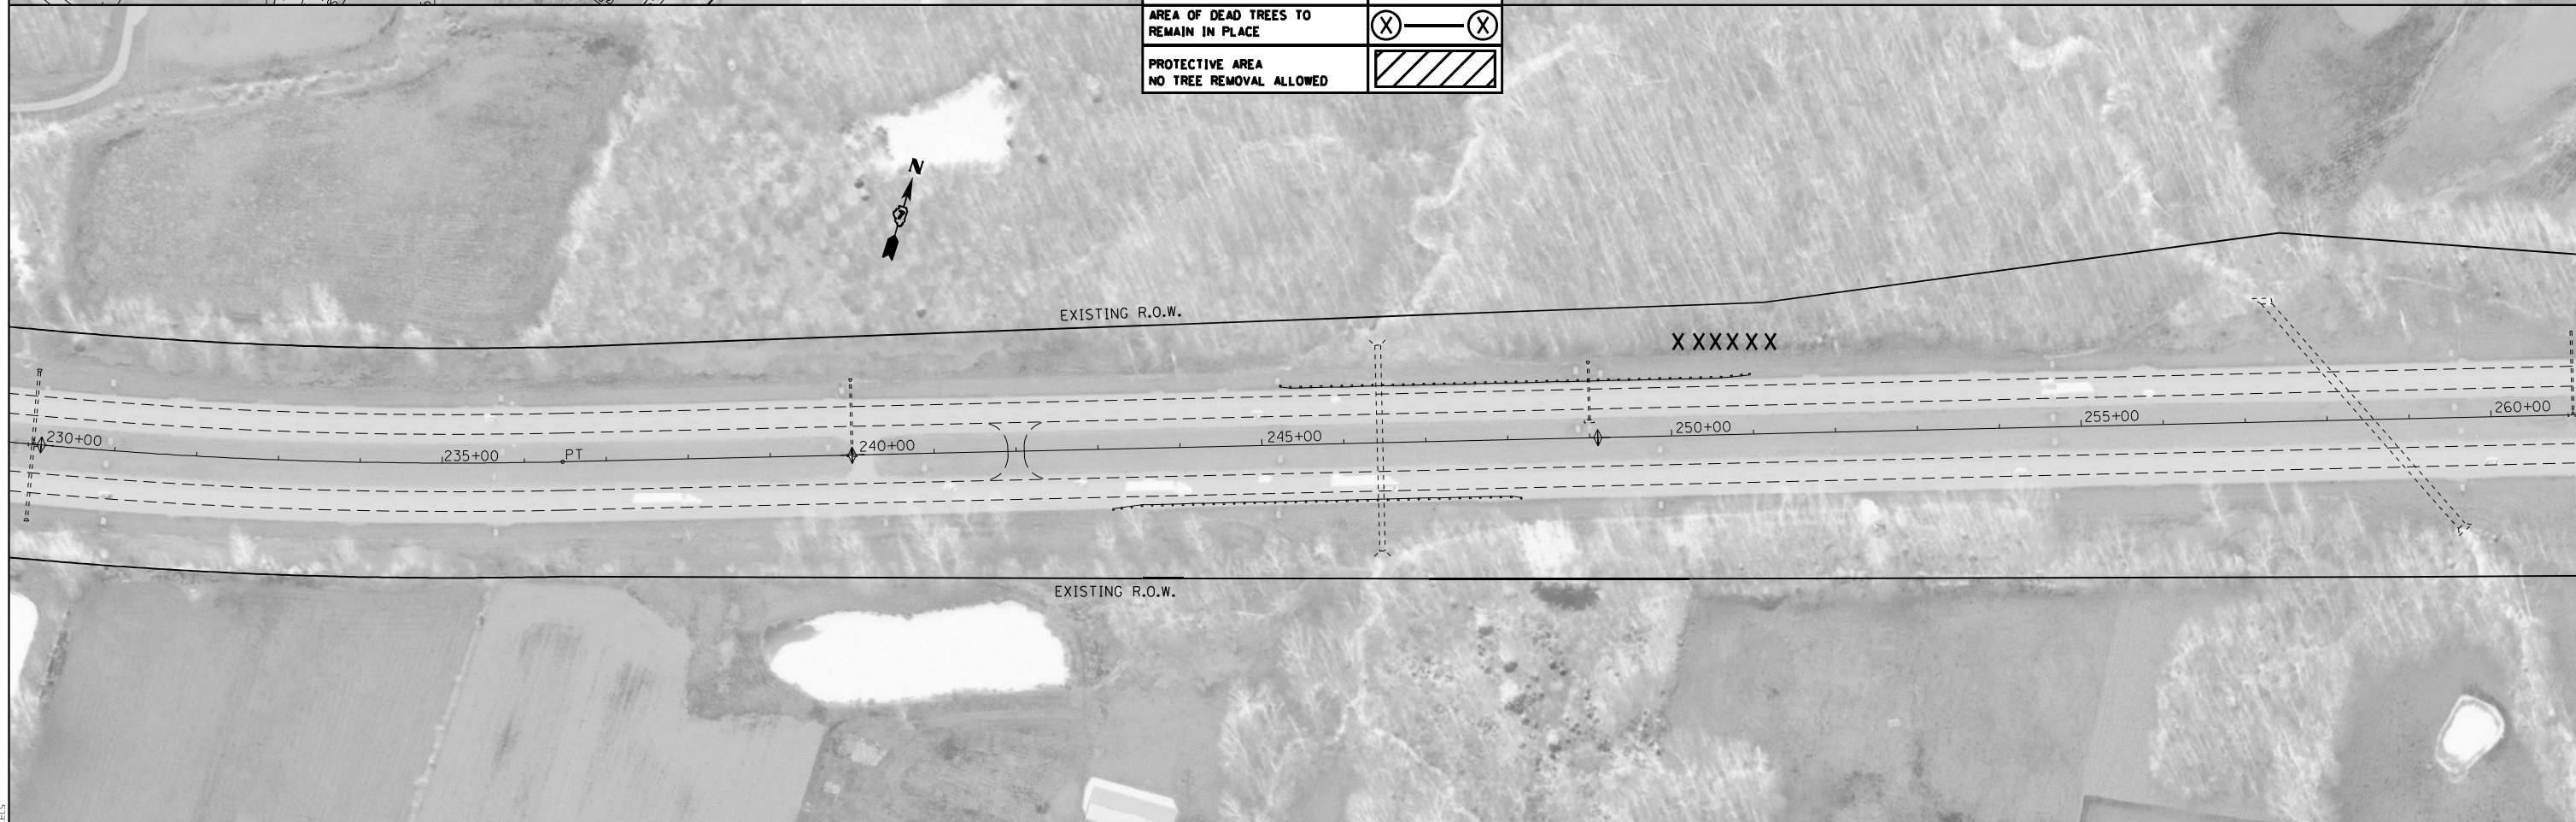 AREA OF DEAD TREES TO
REMAIN IN PLACE
X X
PROTECTIVE AREA
NO TREE REMOVAL ALLOWED
N
EXISTING R.O.W.
X XXXXX
230+00
235+00
PT
240+00
245+00
250+00
255+00
260+00
EXISTING R.O.W.